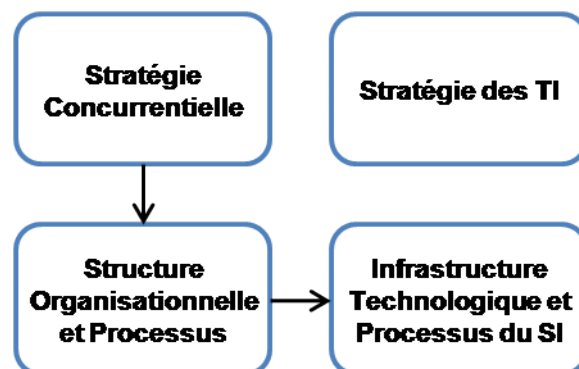 Stratégie
Concurrentielle
Stratégie des TI
Structure
Organisationnelle
et Processus
Infrastructure
Technologique et
Processus du SI